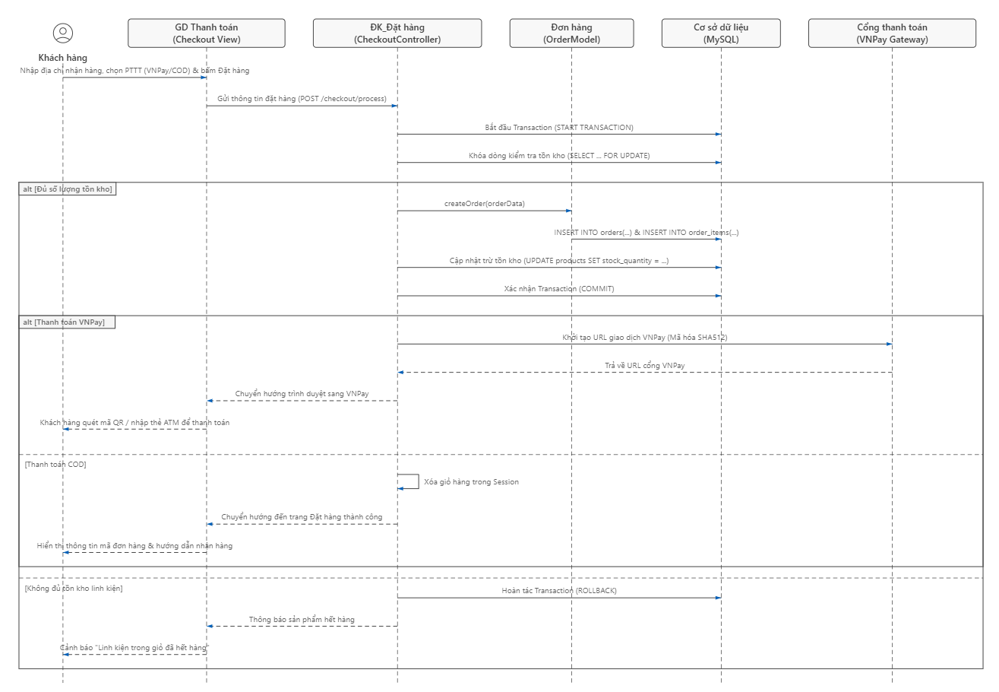 Khách hàng
GD Thanh toán
(Checkout View)
ĐK_Đặt hàng
(CheckoutController)
Đơn hàng
(OrderModel)
Cơ sở dữ liệu
(MySQL)
Cổng thanh toán
(VNPay Gateway)
Nhập địa chỉ nhận hàng, chọn PTTT (VNPay/COD) & bấm Đặt hàng
Gửi thông tin đặt hàng (POST /checkout/process)
Bắt đầu Transaction (START TRANSACTION)
Khóa dòng kiểm tra tồn kho (SELECT ... FOR UPDATE)
alt [Đủ số lượng tồn kho]
createOrder(orderData)
INSERT INTO orders(...) & INSERT INTO order_items(...)
Cập nhật trừ tồn kho (UPDATE products SET stock_quantity = ...)
Xác nhận Transaction (COMMIT)
alt [Thanh toán VNPay]
Khởi tạo URL giao dịch VNPay (Mã hóa SHA512)
Trả về URL cổng VNPay
Chuyển hướng trình duyệt sang VNPay
Khách hàng quét mã QR / nhập thẻ ATM để thanh toán
[Thanh toán COD]
Xóa giỏ hàng trong Session
Chuyển hướng đến trang Đặt hàng thành công
Hiển thị thông tin mã đơn hàng & hướng dẫn nhận hàng
[Không đủ tồn kho linh kiện]
Hoàn tác Transaction (ROLLBACK)
Thông báo sản phẩm hết hàng
Cảnh báo "Linh kiện trong giỏ đã hết hàng"